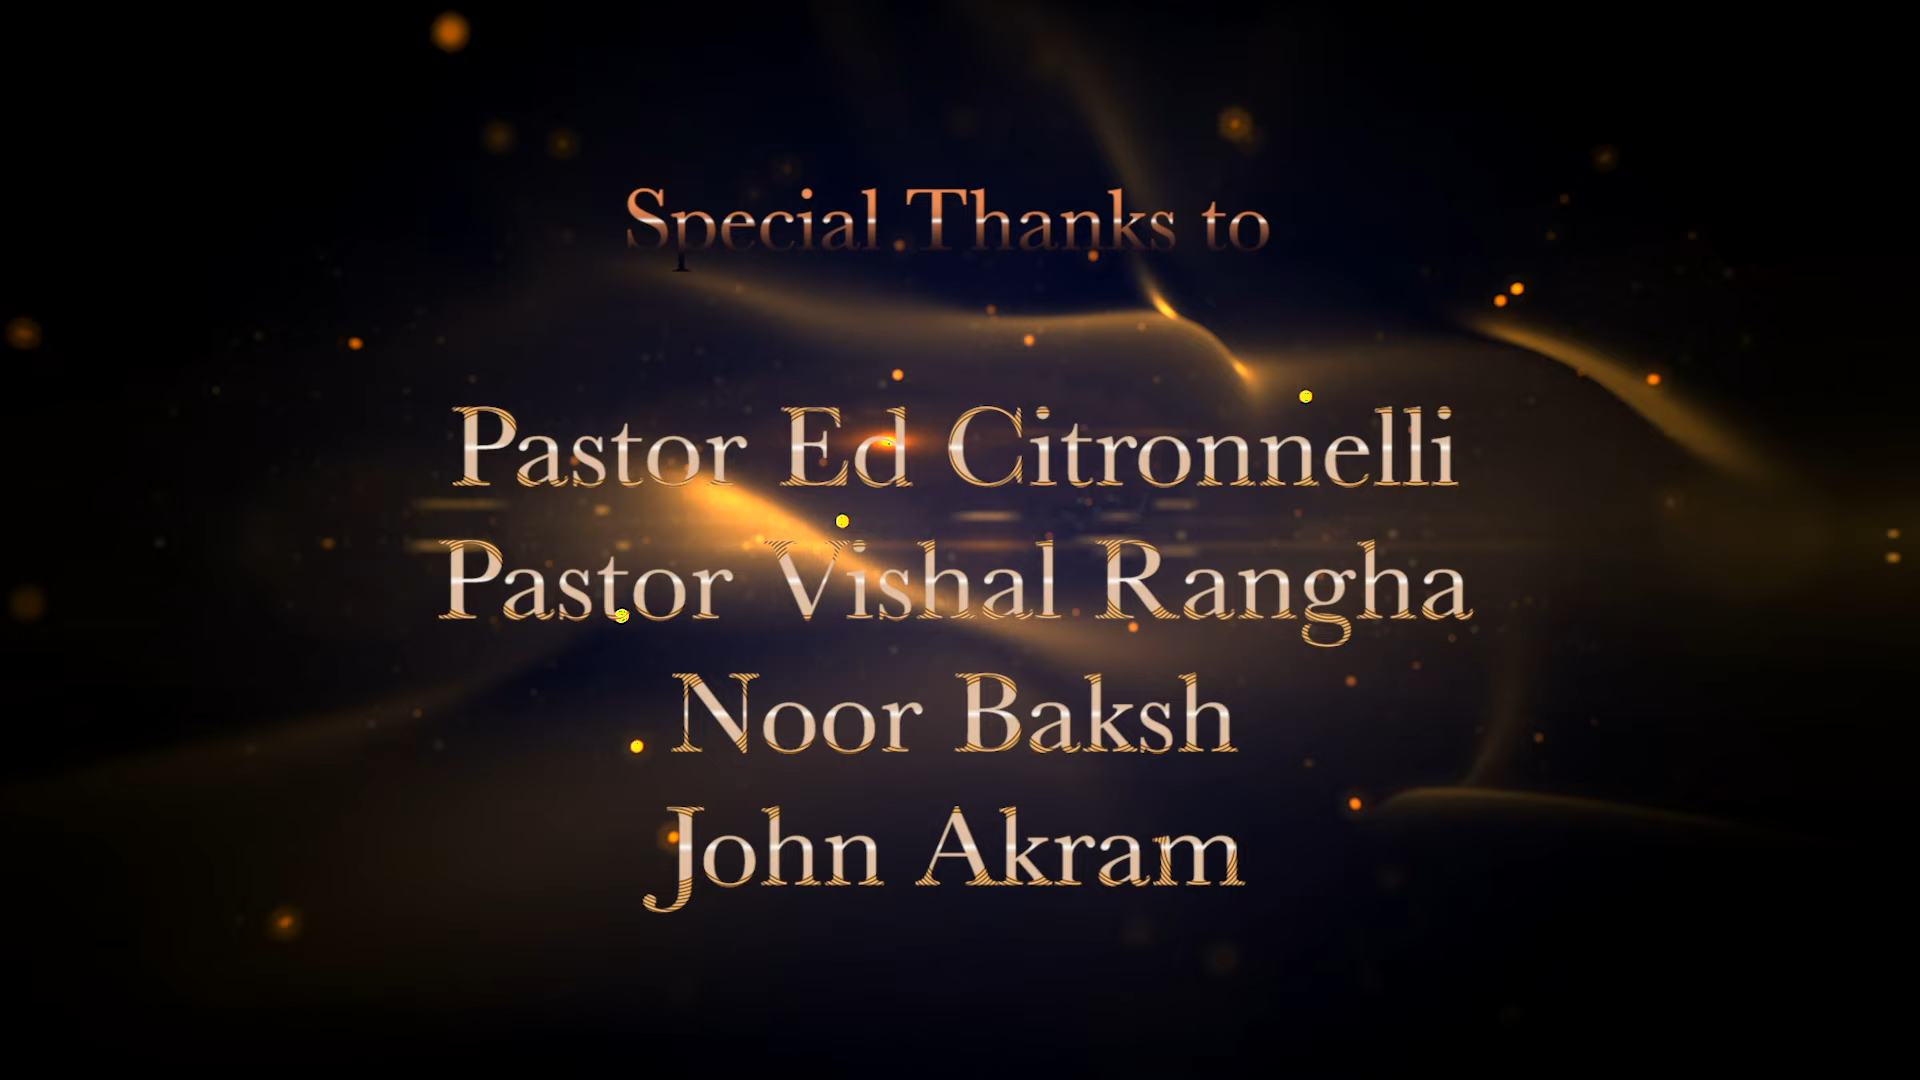 Special Thanks to
Pastor Ed Citronnelli
Pastor Vishal Rangha
Noor Baksh
John Akram